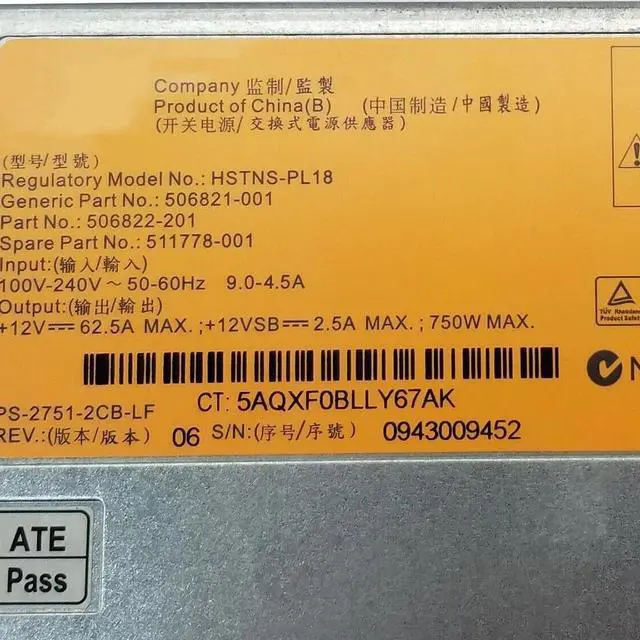 Company 监制/監製
Product of China(B) (中国制造/中國製造)
(开关电源/交換式電源供應器)
(型号/型號)
Regulatory Model No.: HSTNS-PL18
Generic Part No.: 506821-001
Part No.: 506822-201
Spare Part No.: 511778-001
Input:(输入/輸入)
100V-240V ~ 50-60Hz 9.0-4.5A
Output:(输出/輸出)
+12V⎓ 62.5A MAX. ;+12VSB⎓ 2.5A MAX. ; 750W MAX.
TÜV Rheinland
Product Safety
N
CT: 5AQXF0BLLY67AK
PS-2751-2CB-LF
REV.:(版本/版本) 06 S/N:(序号/序號) 0943009452
ATE
Pass